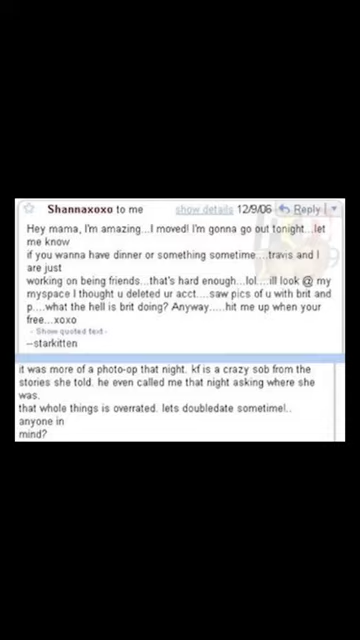 Shannaxoxo to me show details 12/9/06 Reply
Hey mama, I'm amazing...I moved! I'm gonna go out tonight...let
me know
if you wanna have dinner or something sometime....travis and I
are just
working on being friends...that's hard enough...lol....ill look @ my
myspace I thought u deleted ur acct....saw pics of u with brit and
p....what the hell is brit doing? Anyway.....hit me up when your
free...xoxo
- Show quoted text -
--starkitten
it was more of a photo-op that night. kf is a crazy sob from the
stories she told. he even called me that night asking where she
was.
that whole things is overrated. lets doubledate sometime!..
anyone in
mind?